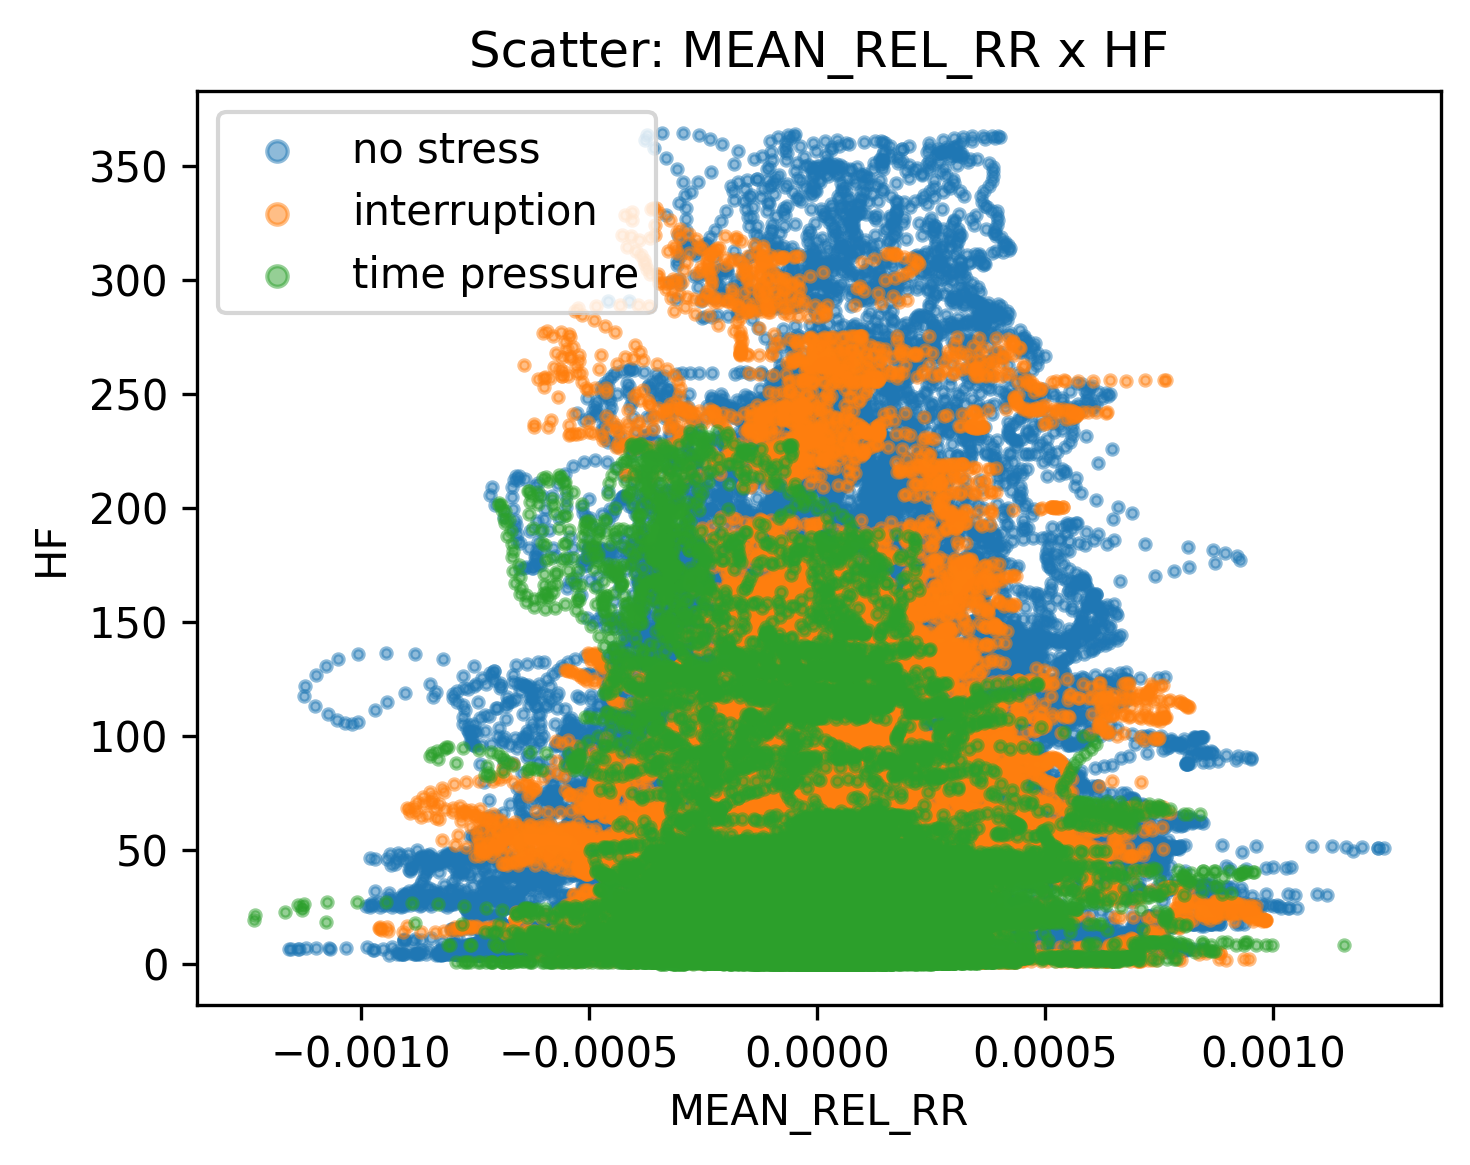 Scatter: MEAN_REL_RR x HF
no stress
interruption
time pressure
350
300
250
200
150
100
50
0
HF
−0.0010 −0.0005 0.0000 0.0005 0.0010
MEAN_REL_RR